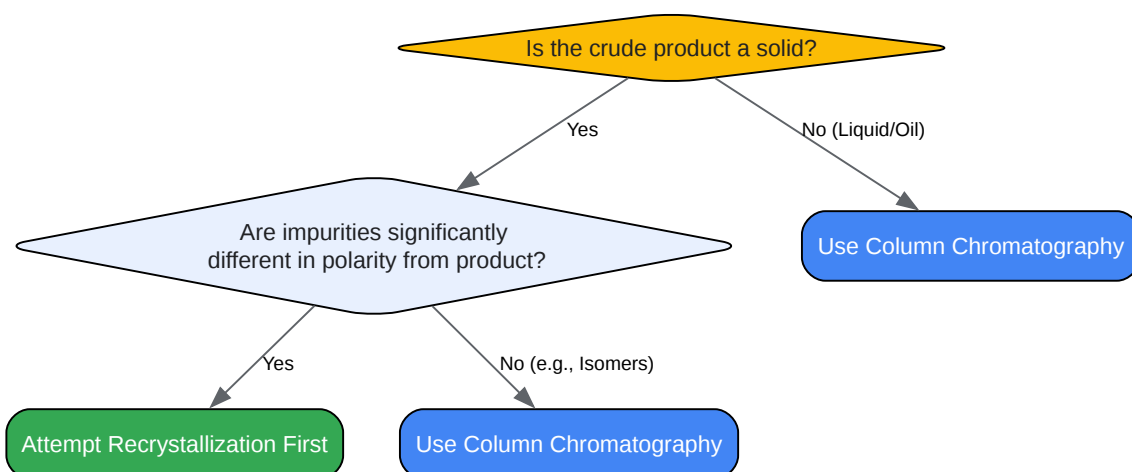 Is the crude product a solid?
Yes
No (Liquid/Oil)
Are impurities significantly
different in polarity from product?
Use Column Chromatography
Yes
No (e.g., Isomers)
Attempt Recrystallization First
Use Column Chromatography